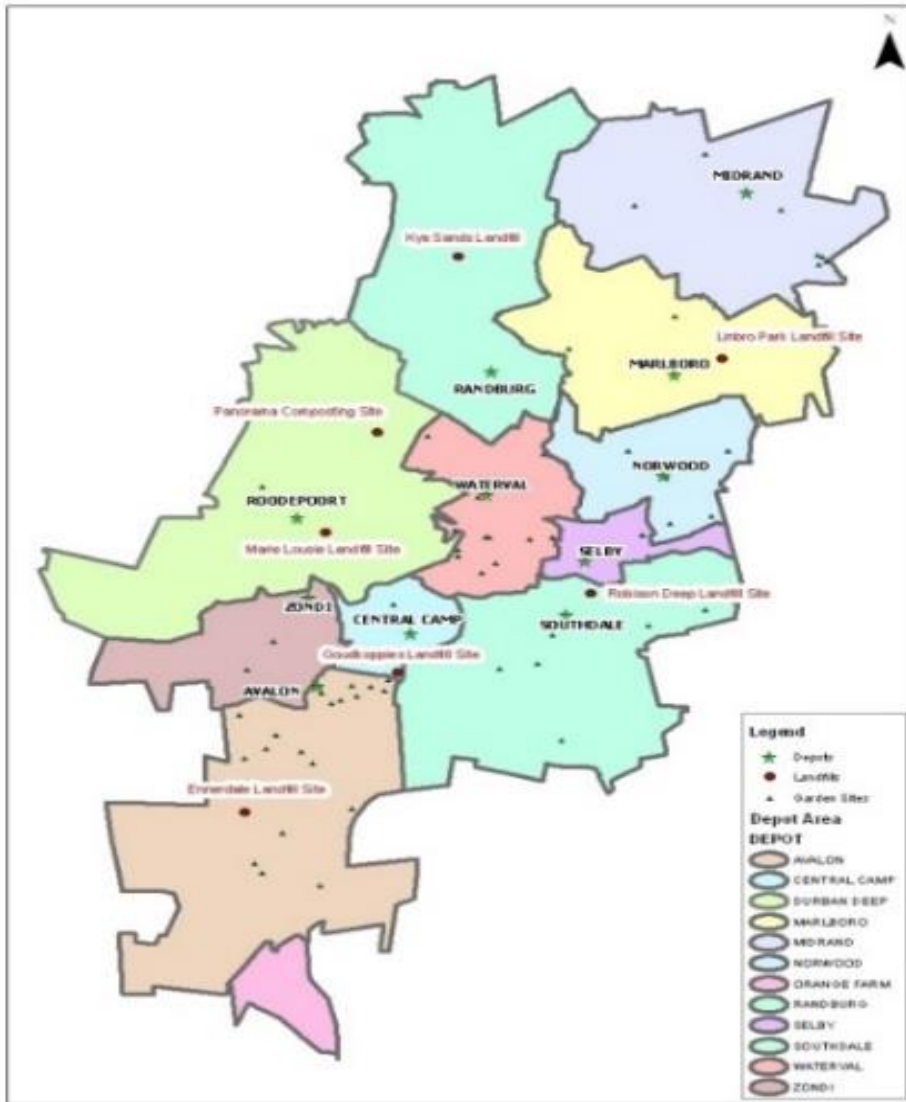 N
MIDRAND
Kya Sands Landfill
Linbro Park Landfill Site
MARLBORO
RANDBURG
Panorama Composting Site
NORWOOD
WATERVAL
ROODEPOORT
Marie Louise Landfill Site
SELBY
Robison Deep Landfill Site
ZONDI
CENTRAL CAMP
SOUTHDALE
Goudkoppies Landfill Site
AVALON
Ennerdale Landfill Site
Legend
Depots
Landfills
Garden Sites
Depot Area
DEPOT
AVALON
CENTRAL CAMP
DURBAN DEEP
MARLBORO
MIDRAND
NORWOOD
ORANGE FARM
RANDBURG
SELBY
SOUTHDALE
WATERVAL
ZONDI